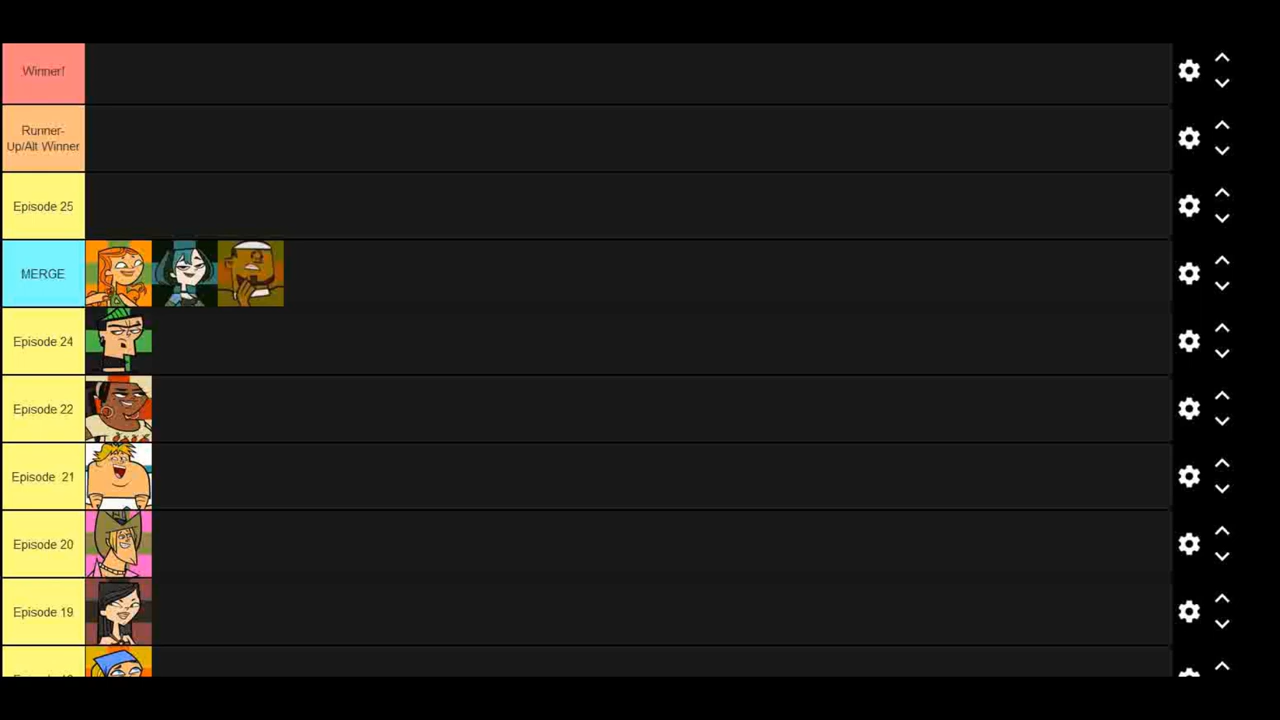 Winner!
Runner-
Up/Alt Winner
Episode 25
MERGE
Episode 24
Episode 22
Episode 21
Episode 20
Episode 19